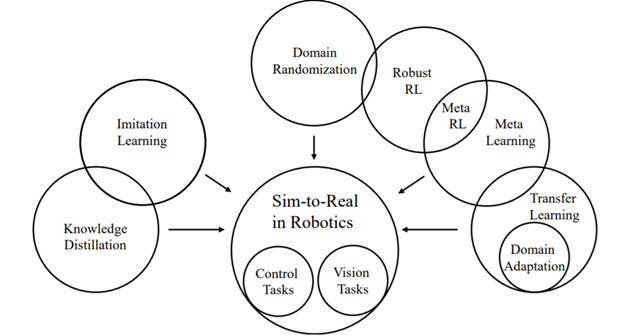 Domain
Randomization
Robust
RL
Meta
RL
Meta
Learning
Imitation
Learning
Knowledge
Distillation
Sim-to-Real
in Robotics
Control
Tasks
Vision
Tasks
Transfer
Learning
Domain
Adaptation